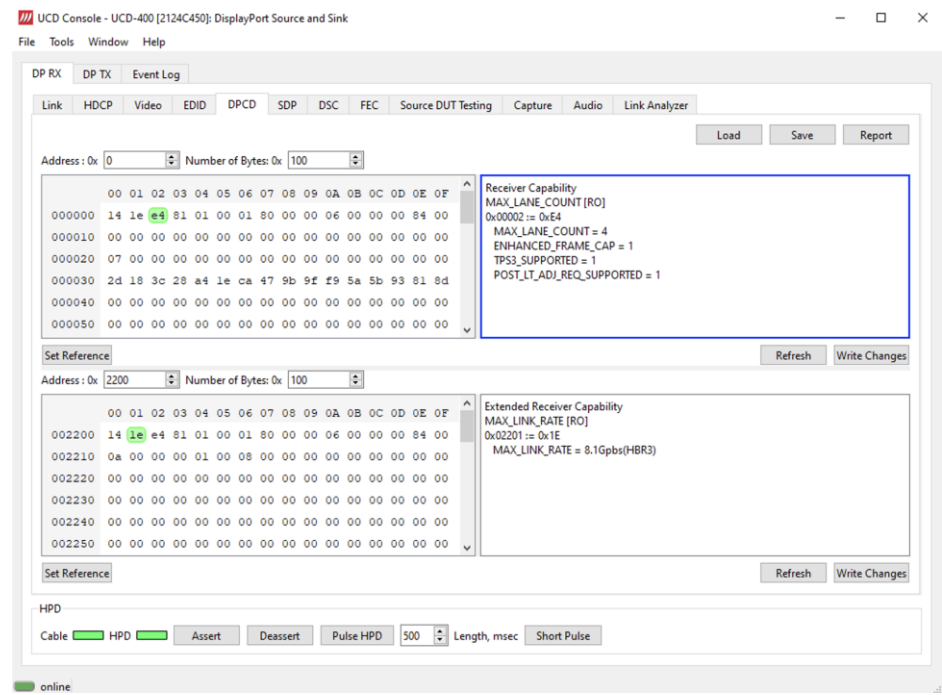 UCD Console - UCD-400 [2124C450]: DisplayPort Source and Sink
File Tools Window Help
DP RX DP TX Event Log
Link HDCP Video EDID DPCD SDP DSC FEC Source DUT Testing Capture Audio Link Analyzer
Load Save Report
Address : 0x 0 Number of Bytes: 0x 100
00 01 02 03 04 05 06 07 08 09 0A 0B 0C 0D 0E 0F
000000 14 1e e4 81 01 00 01 80 00 00 06 00 00 00 84 00
000010 00 00 00 00 00 00 00 00 00 00 00 00 00 00 00 00
000020 07 00 00 00 00 00 00 00 00 00 00 00 00 00 00 00
000030 2d 18 3c 28 a4 1e ca 47 9b 9f f9 5a 5b 93 81 8d
000040 00 00 00 00 00 00 00 00 00 00 00 00 00 00 00 00
000050 00 00 00 00 00 00 00 00 00 00 00 00 00 00 00 00
Receiver Capability
MAX_LANE_COUNT [RO]
0x00002 := 0xE4
MAX_LANE_COUNT = 4
ENHANCED_FRAME_CAP = 1
TPS3_SUPPORTED = 1
POST_LT_ADJ_REQ_SUPPORTED = 1
Set Reference Refresh Write Changes
Address : 0x 2200 Number of Bytes: 0x 100
00 01 02 03 04 05 06 07 08 09 0A 0B 0C 0D 0E 0F
002200 14 1e e4 81 01 00 01 80 00 00 06 00 00 00 84 00
002210 0a 00 00 00 01 00 08 00 00 00 00 00 00 00 00 00
002220 00 00 00 00 00 00 00 00 00 00 00 00 00 00 00 00
002230 00 00 00 00 00 00 00 00 00 00 00 00 00 00 00 00
002240 00 00 00 00 00 00 00 00 00 00 00 00 00 00 00 00
002250 00 00 00 00 00 00 00 00 00 00 00 00 00 00 00 00
Extended Receiver Capability
MAX_LINK_RATE [RO]
0x02201 := 0x1E
MAX_LINK_RATE = 8.1Gpbs(HBR3)
Set Reference Refresh Write Changes
HPD
Cable HPD Assert Deassert Pulse HPD 500 Length, msec Short Pulse
online